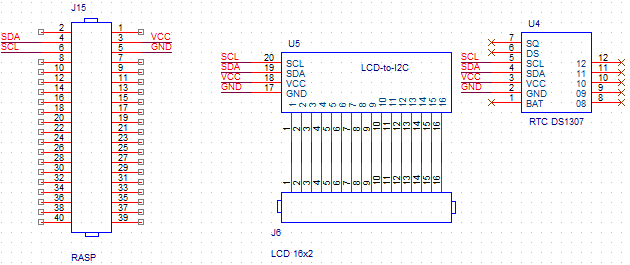 J15
2 1
SDA 4 3 VCC
SCL 6 5 GND
8 7
10 9
12 11
14 13
16 15
18 17
20 19
22 21
24 23
26 25
28 27
30 29
32 31
34 33
36 35
38 37
40 39
RASP
U5
LCD-to-I2C
SCL 20 SCL
SDA 19 SDA
VCC 18 VCC
GND 17 GND
1 2 3 4 5 6 7 8 9 10 11 12 13 14 15 16
1 2 3 4 5 6 7 8 9 10 11 12 13 14 15 16
1 2 3 4 5 6 7 8 9 10 11 12 13 14 15 16
J6
LCD 16x2
U4
7 SQ
6 DS
SCL 5 SCL 12 12
SDA 4 SDA 11 11
VCC 3 VCC 10 10
GND 2 GND 09 9
1 BAT 08 8
RTC DS1307